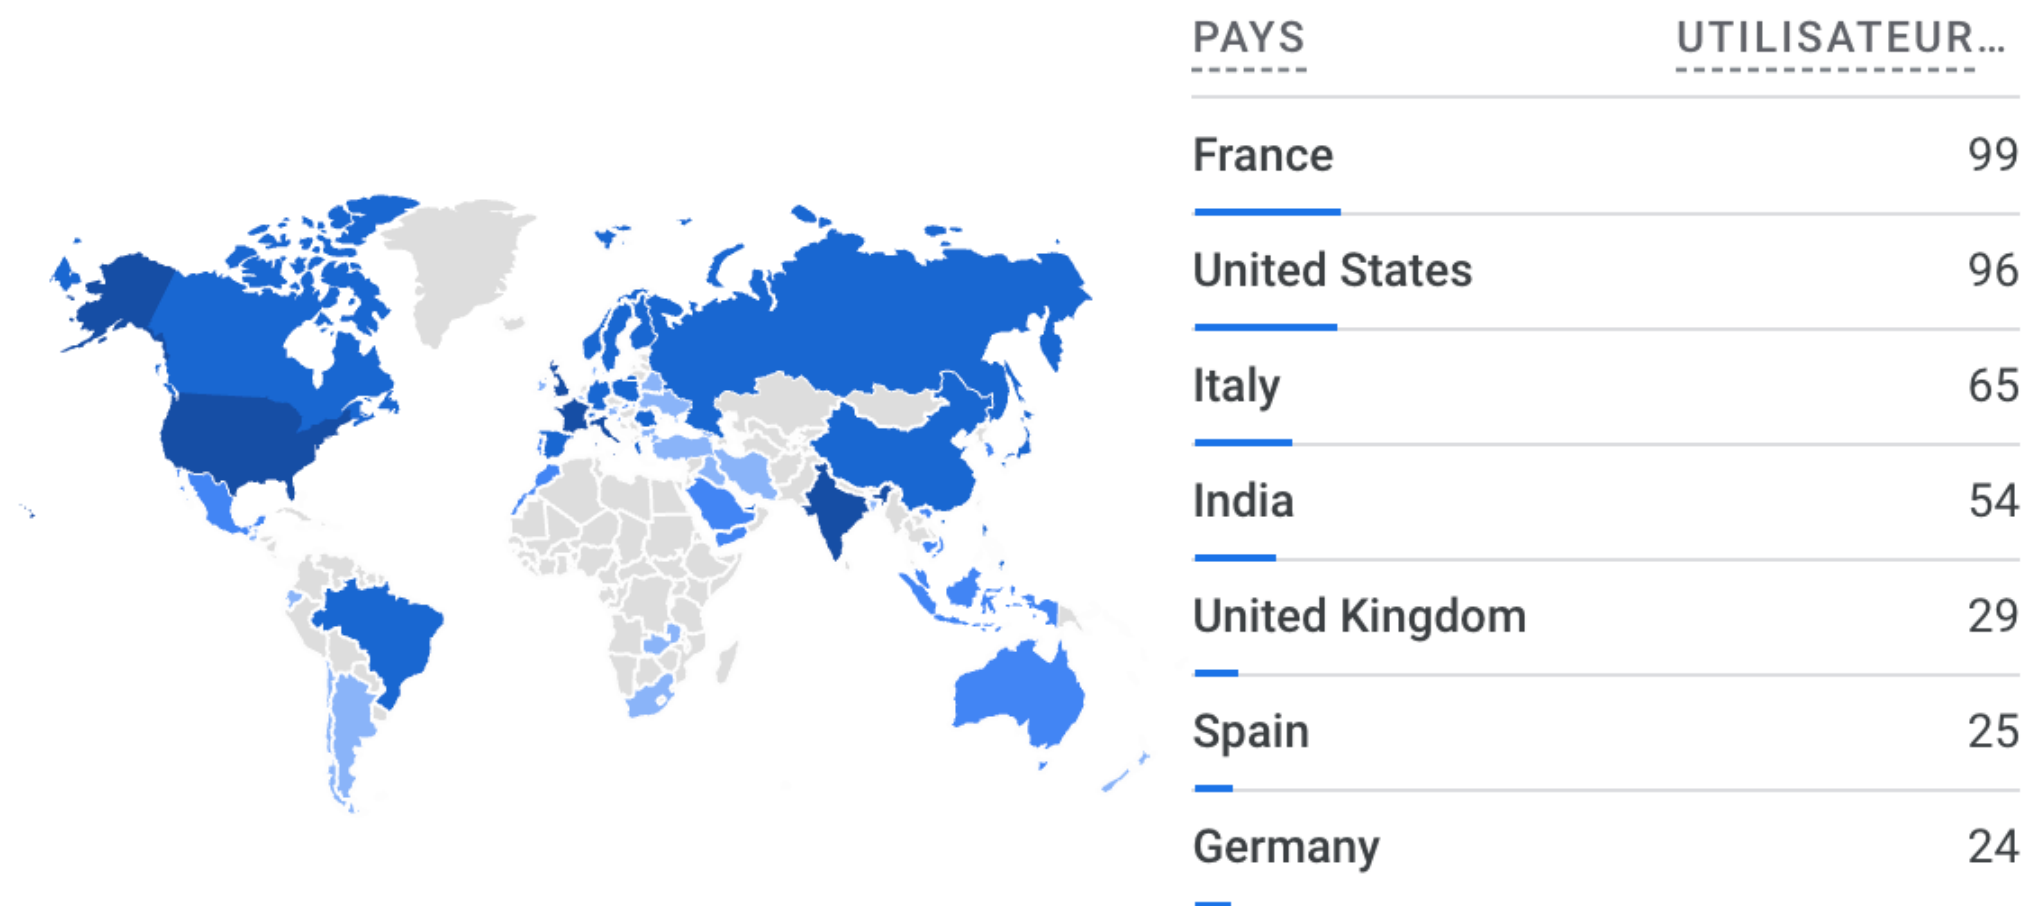 PAYS UTILISATEUR…
France 99
United States 96
Italy 65
India 54
United Kingdom 29
Spain 25
Germany 24